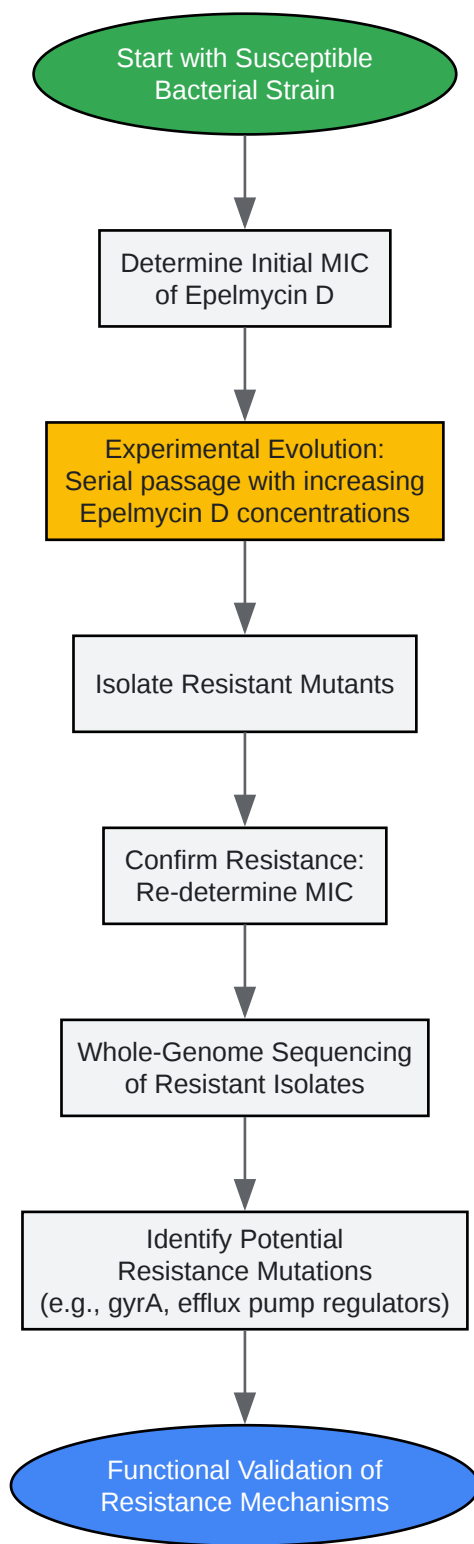 Start with Susceptible
Bacterial Strain
Determine Initial MIC
of Epelmycin D
Experimental Evolution:
Serial passage with increasing
Epelmycin D concentrations
Isolate Resistant Mutants
Confirm Resistance:
Re-determine MIC
Whole-Genome Sequencing
of Resistant Isolates
Identify Potential
Resistance Mutations
(e.g., gyrA, efflux pump regulators)
Functional Validation of
Resistance Mechanisms